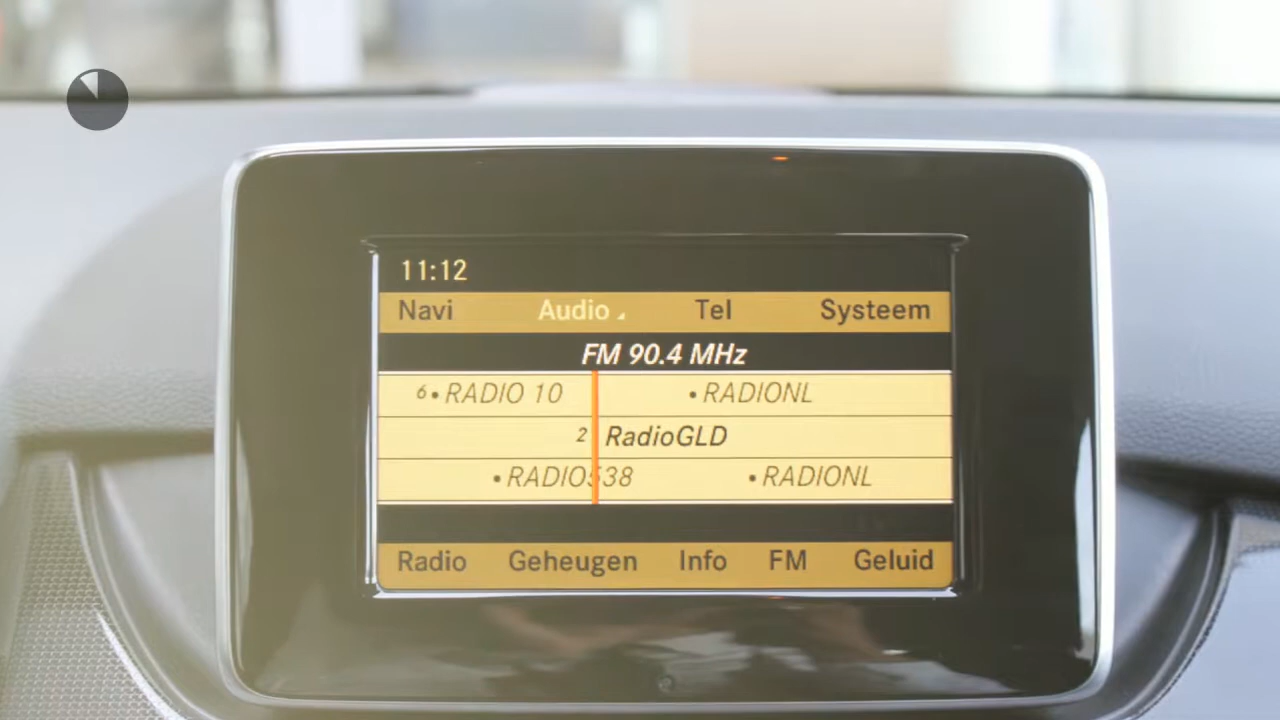 11:12
Navi Audio Tel Systeem
FM 90.4 MHz
6 • RADIO 10 • RADIONL
2 RadioGLD
• RADIO538 • RADIONL
Radio Geheugen Info FM Geluid